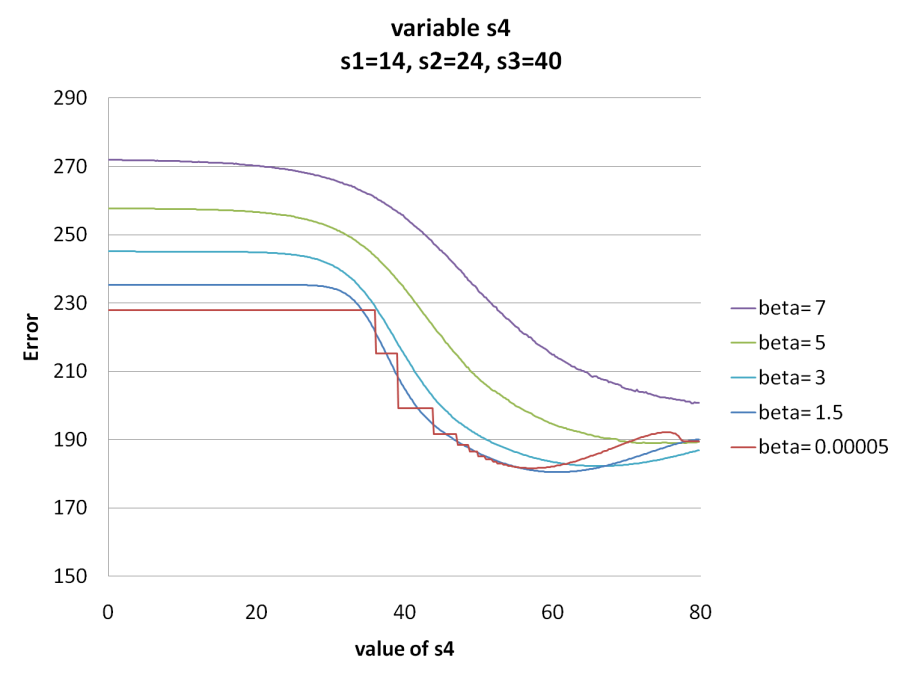 variable s4
s1=14, s2=24, s3=40
290
270
250
230
210
190
170
150
Error
0
20
40
60
80
value of s4
beta= 7
beta= 5
beta= 3
beta= 1.5
beta= 0.00005